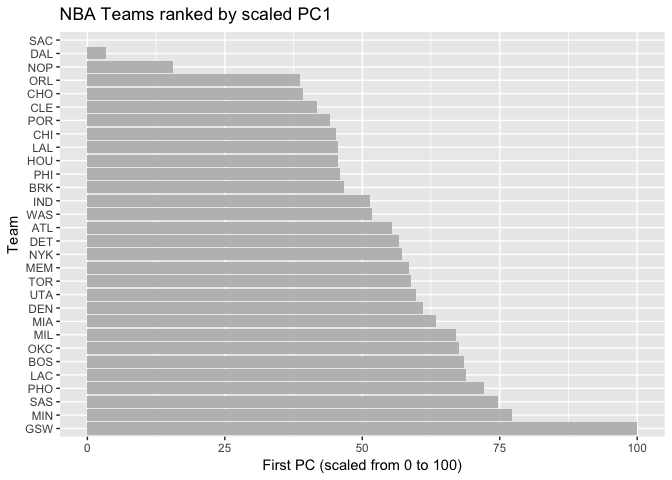 NBA Teams ranked by scaled PC1
SAC
DAL
NOP
ORL
CHO
CLE
POR
CHI
LAL
HOU
PHI
BRK
IND
WAS
ATL
DET
NYK
MEM
TOR
UTA
DEN
MIA
MIL
OKC
BOS
LAC
PHO
SAS
MIN
GSW
Team
0 25 50 75 100
First PC (scaled from 0 to 100)